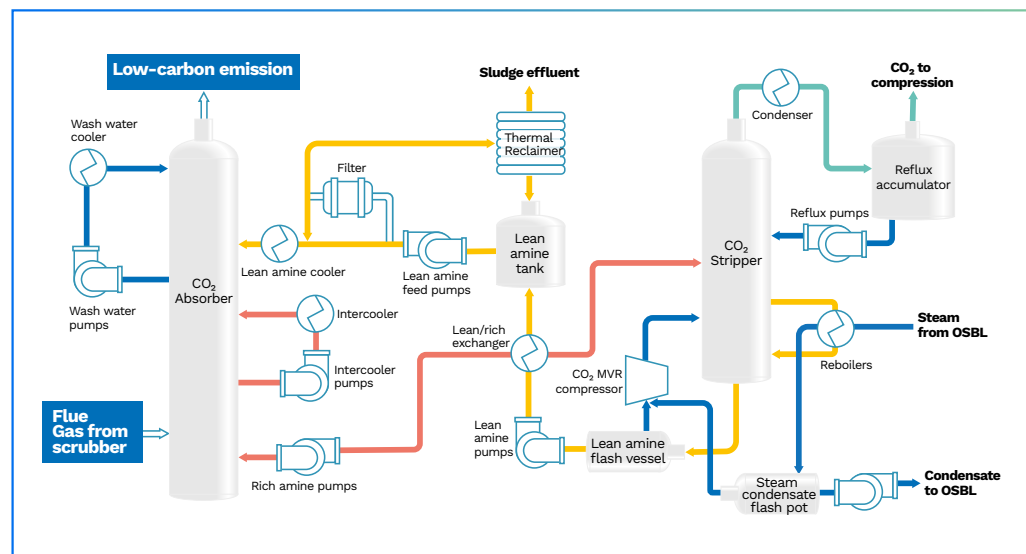 Low-carbon emission
Wash water
cooler
CO₂
Absorber
Wash water
pumps
Flue
Gas from
scrubber
Intercooler
Intercooler
pumps
Rich amine pumps
Filter
Lean amine cooler
Lean amine
feed pumps
Sludge effluent
Thermal
Reclaimer
Lean
amine
tank
Lean/rich
exchanger
Lean
amine
pumps
Lean amine
flash vessel
CO₂ MVR
compressor
CO₂
Stripper
Condenser
CO₂ to
compression
Reflux
accumulator
Reflux pumps
Steam
from OSBL
Reboilers
Steam
condensate
flash pot
Condensate
to OSBL